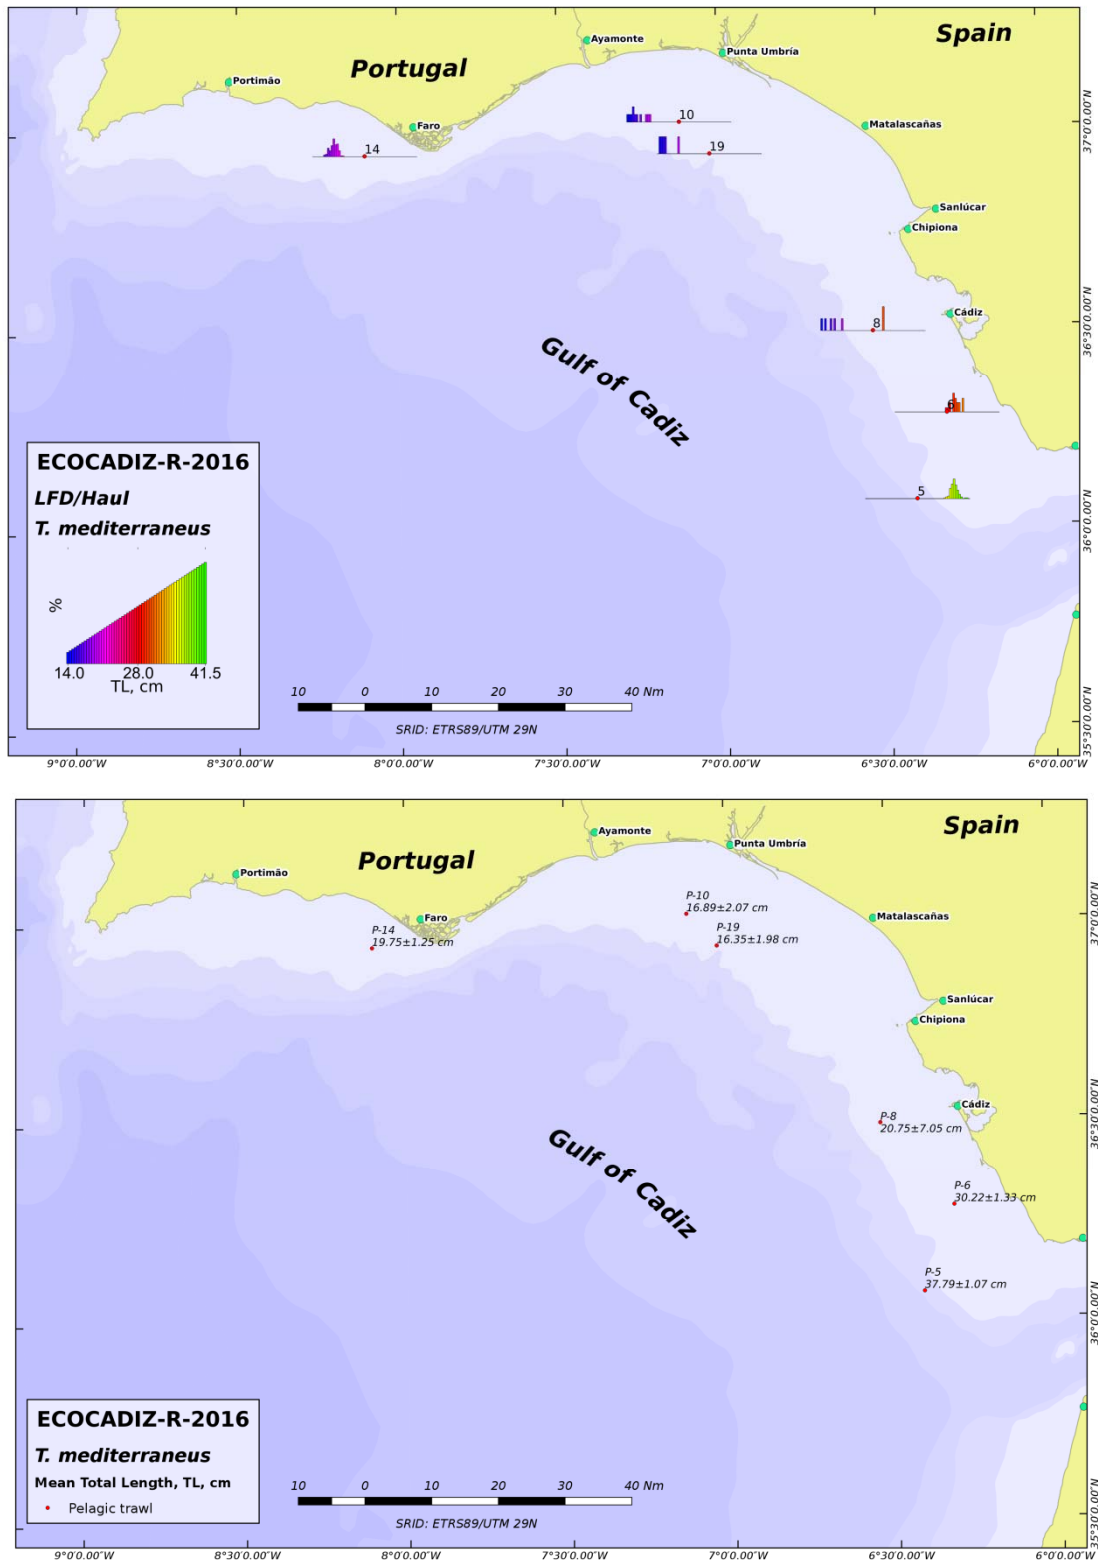 Spain
Portugal
Ayamonte
Punta Umbría
Portimão
Faro
Matalascañas
10
19
14
Sanlúcar
Chipiona
Cádiz
8
6
5
Gulf of Cadiz
ECOCADIZ-R-2016
LFD/Haul
T. mediterraneus
%
14.0 28.0 41.5
TL, cm
10 0 10 20 30 40 Nm
SRID: ETRS89/UTM 29N
37°0'0.00"N
36°30'0.00"N
36°0'0.00"N
35°30'0.00"N
9°0'0.00"W 8°30'0.00"W 8°0'0.00"W 7°30'0.00"W 7°0'0.00"W 6°30'0.00"W 6°0'0.00"W
Spain
Portugal
Ayamonte
Punta Umbría
Portimão
Faro
Matalascañas
P-10
16.89±2.07 cm
P-19
16.35±1.98 cm
P-14
19.75±1.25 cm
Sanlúcar
Chipiona
Cádiz
P-8
20.75±7.05 cm
P-6
30.22±1.33 cm
P-5
37.79±1.07 cm
Gulf of Cadiz
ECOCADIZ-R-2016
T. mediterraneus
Mean Total Length, TL, cm
Pelagic trawl
10 0 10 20 30 40 Nm
SRID: ETRS89/UTM 29N
37°0'0.00"N
36°30'0.00"N
36°0'0.00"N
35°30'0.00"N
9°0'0.00"W 8°30'0.00"W 8°0'0.00"W 7°30'0.00"W 7°0'0.00"W 6°30'0.00"W 6°0'0.00"W